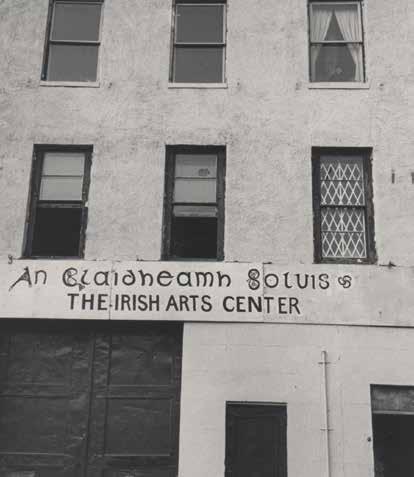 An Claidheamh Soluis
THE IRISH ARTS CENTER